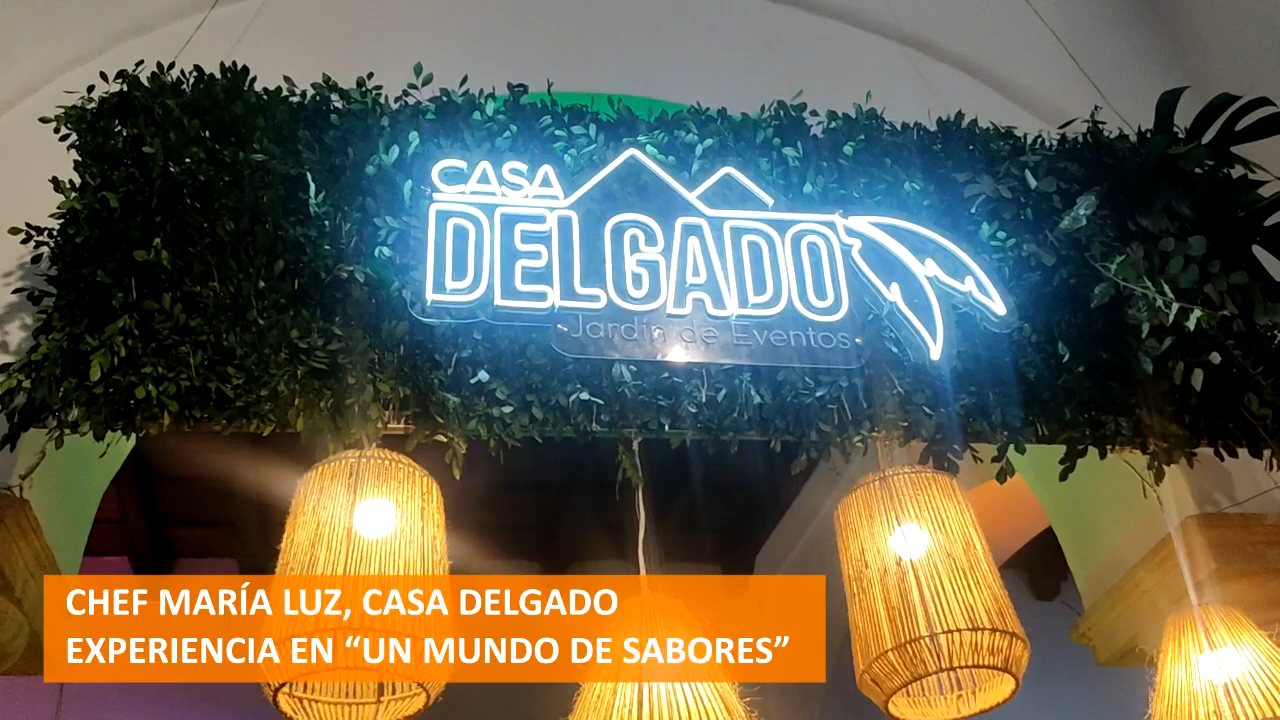 CASA
DELGADO
Jardín de Eventos
CHEF MARÍA LUZ, CASA DELGADO
EXPERIENCIA EN “UN MUNDO DE SABORES”